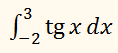 ∫₋₂³ tg x dx